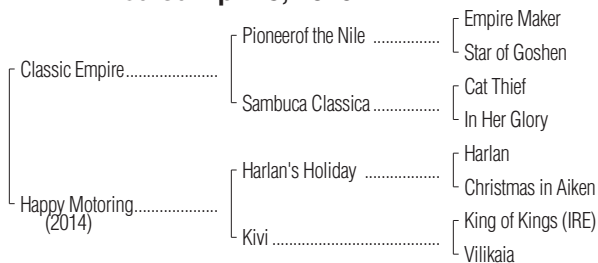 Empire Maker
Pioneerof the Nile ................
Star of Goshen
Classic Empire......................
Cat Thief
Sambuca Classica................
In Her Glory
Harlan
Harlan's Holiday ..................
Christmas in Aiken
Happy Motoring....................
(2014)
King of Kings (IRE)
Kivi ........................................
Vilikaia